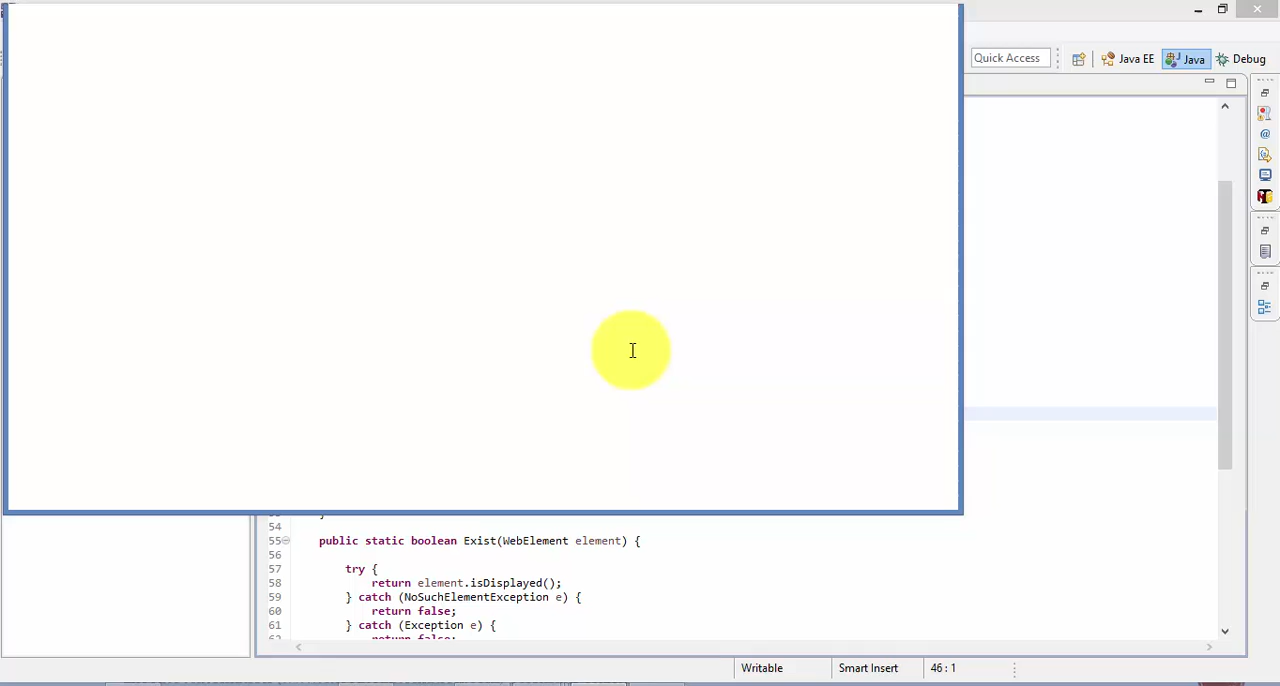 Quick Access
Java EE
Java
Debug
54
55 public static boolean Exist(WebElement element) {
56
57 try {
58 return element.isDisplayed();
59 } catch (NoSuchElementException e) {
60 return false;
61 } catch (Exception e) {
Writable
Smart Insert
46 : 1